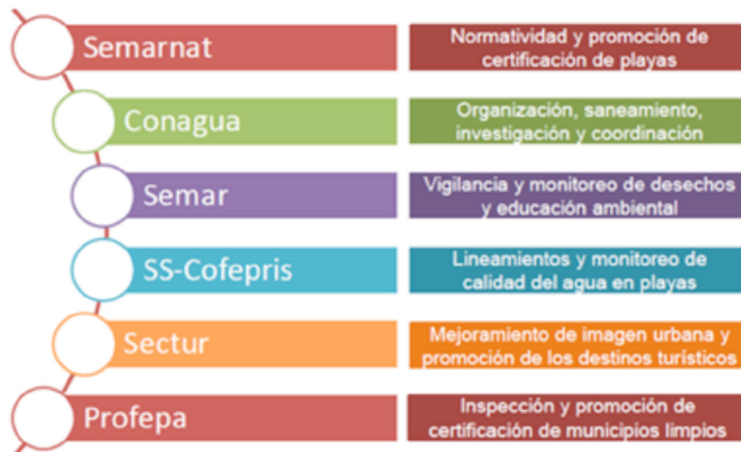 Semarnat
Normatividad y promoción de
certificación de playas
Conagua
Organización, saneamiento,
investigación y coordinación
Semar
Vigilancia y monitoreo de desechos
y educación ambiental
SS-Cofepris
Lineamientos y monitoreo de
calidad del agua en playas
Sectur
Mejoramiento de imagen urbana y
promoción de los destinos turísticos
Profepa
Inspección y promoción de
certificación de municipios limpios